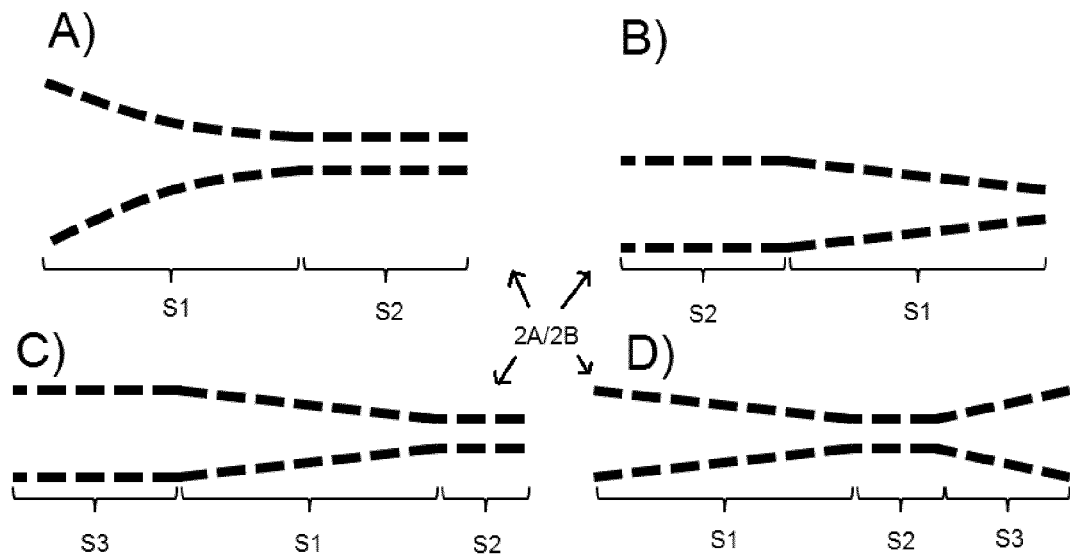 A)
B)
S1 S2
S2 S1
2A/2B
C)
D)
S3 S1 S2
S1 S2 S3